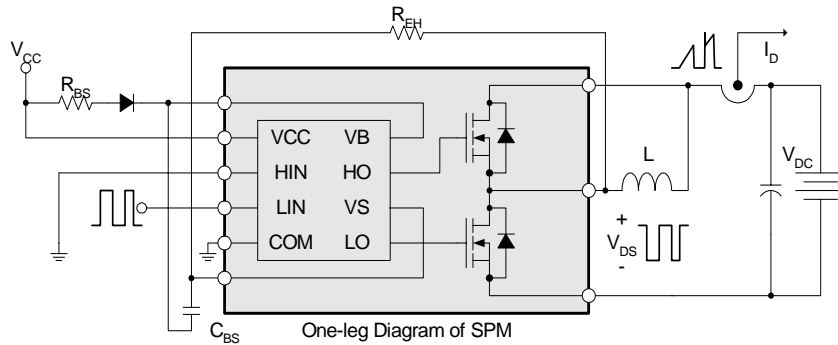 R_EH
V_CC
R_BS
I_D
VCC VB
HIN HO
LIN VS
COM LO
L
V_DC
+
V_DS
-
C_BS
One-leg Diagram of SPM